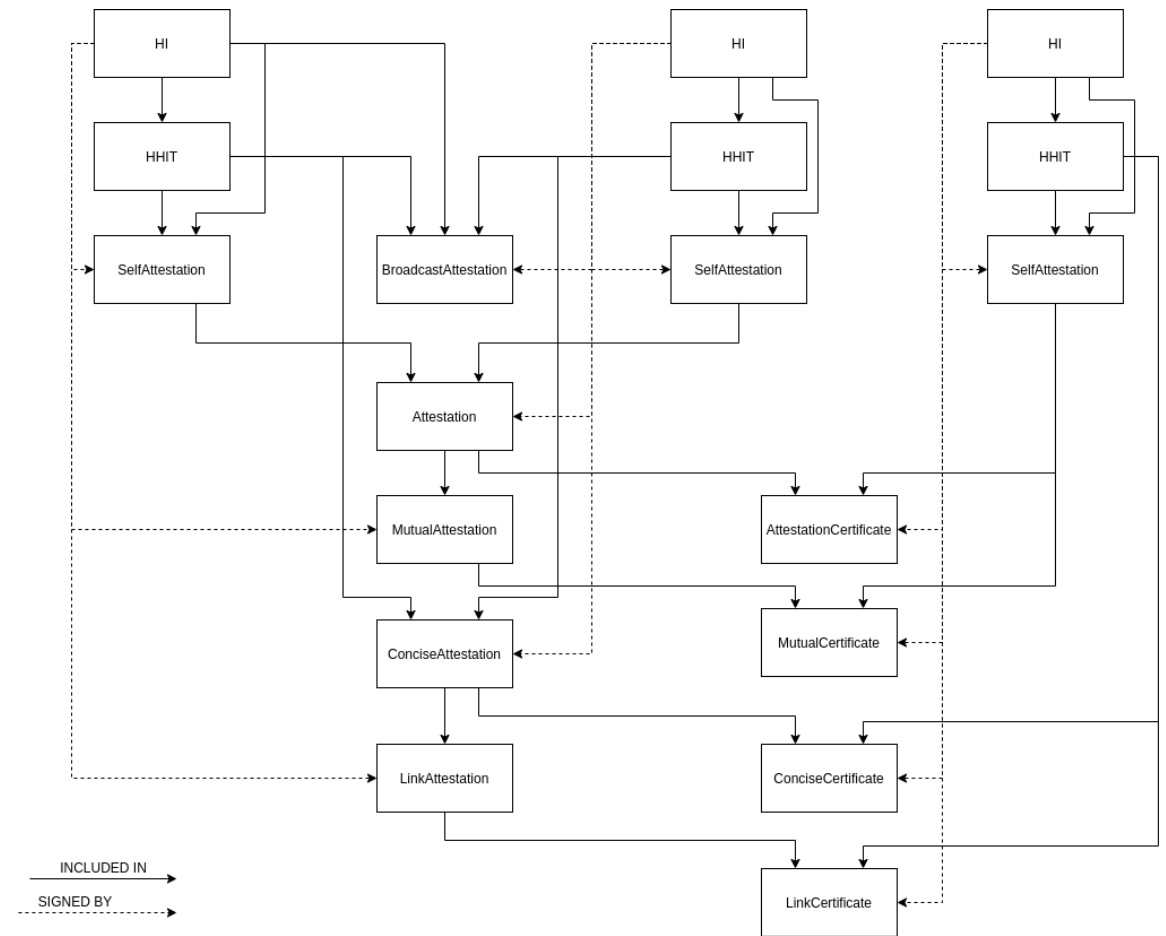 HI
HI
HI
HHIT
HHIT
HHIT
SelfAttestation
BroadcastAttestation
SelfAttestation
SelfAttestation
Attestation
MutualAttestation
AttestationCertificate
MutualCertificate
ConciseAttestation
LinkAttestation
ConciseCertificate
INCLUDED IN
SIGNED BY
LinkCertificate